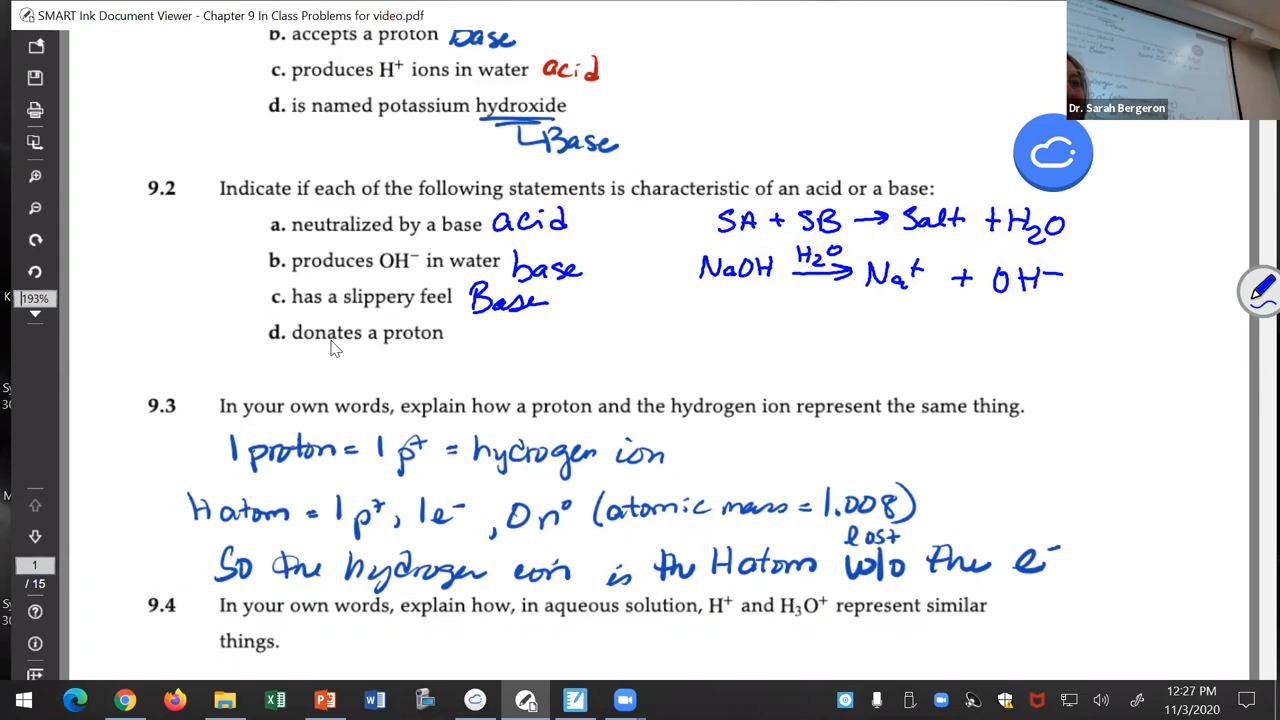 SMART Ink Document Viewer - Chapter 9 In Class Problems for video.pdf
b. accepts a proton base
c. produces H⁺ ions in water acid
d. is named potassium hydroxide
Base
Dr. Sarah Bergeron
9.2 Indicate if each of the following statements is characteristic of an acid or a base:
a. neutralized by a base acid
SA + SB → Salt + H₂O
b. produces OH⁻ in water base
NaOH H₂O → Na⁺ + OH⁻
c. has a slippery feel Base
d. donates a proton
193%
9.3 In your own words, explain how a proton and the hydrogen ion represent the same thing.
1 proton = 1 p⁺ = hydrogen ion
H atom = 1 p⁺, 1e⁻, 0 n⁰ (atomic mass = 1.008)
lost
So the hydrogen ion is the H atom w/o the e⁻
9.4 In your own words, explain how, in aqueous solution, H⁺ and H₃O⁺ represent similar
things.
1
/ 15
12:27 PM
11/3/2020